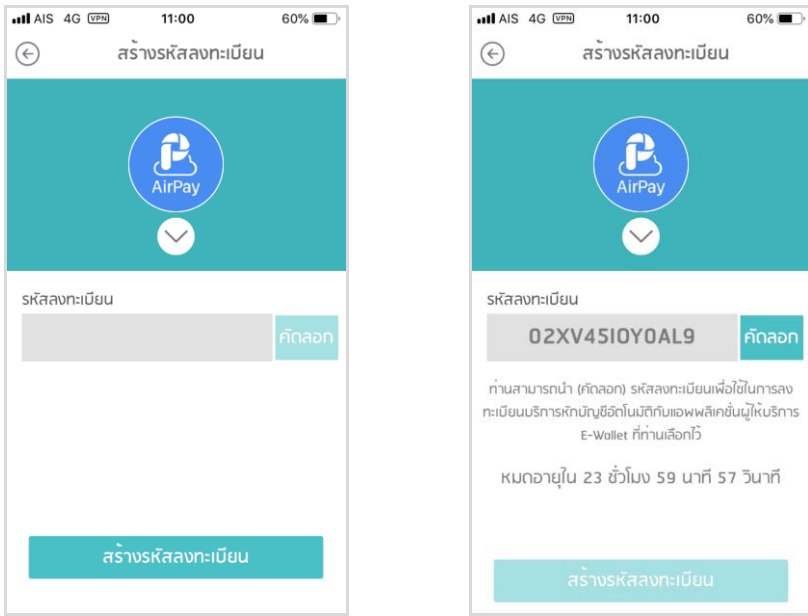 AIS 4G VPN 11:00 60%
สร้างรหัสลงทะเบียน
AirPay
รหัสลงทะเบียน
คัดลอก
สร้างรหัสลงทะเบียน
AIS 4G VPN 11:00 60%
สร้างรหัสลงทะเบียน
AirPay
รหัสลงทะเบียน
02XV45IOY0AL9 คัดลอก
ท่านสามารถนำ (คัดลอก) รหัสลงทะเบียนเพื่อใช้ในการลง
ทะเบียนบริการหักบัญชีอัตโนมัติกับแอพพลิเคชั่นผู้ให้บริการ
E-Wallet ที่ท่านเลือกไว้
หมดอายุใน 23 ชั่วโมง 59 นาที 57 วินาที
สร้างรหัสลงทะเบียน